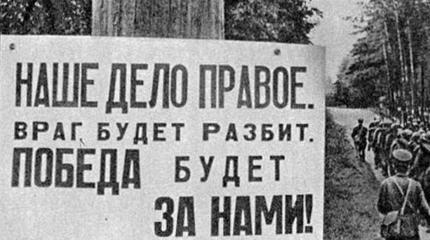 НАШЕ ДЕЛО ПРАВОЕ.
ВРАГ БУДЕТ РАЗБИТ.
ПОБЕДА БУДЕТ
ЗА НАМИ!